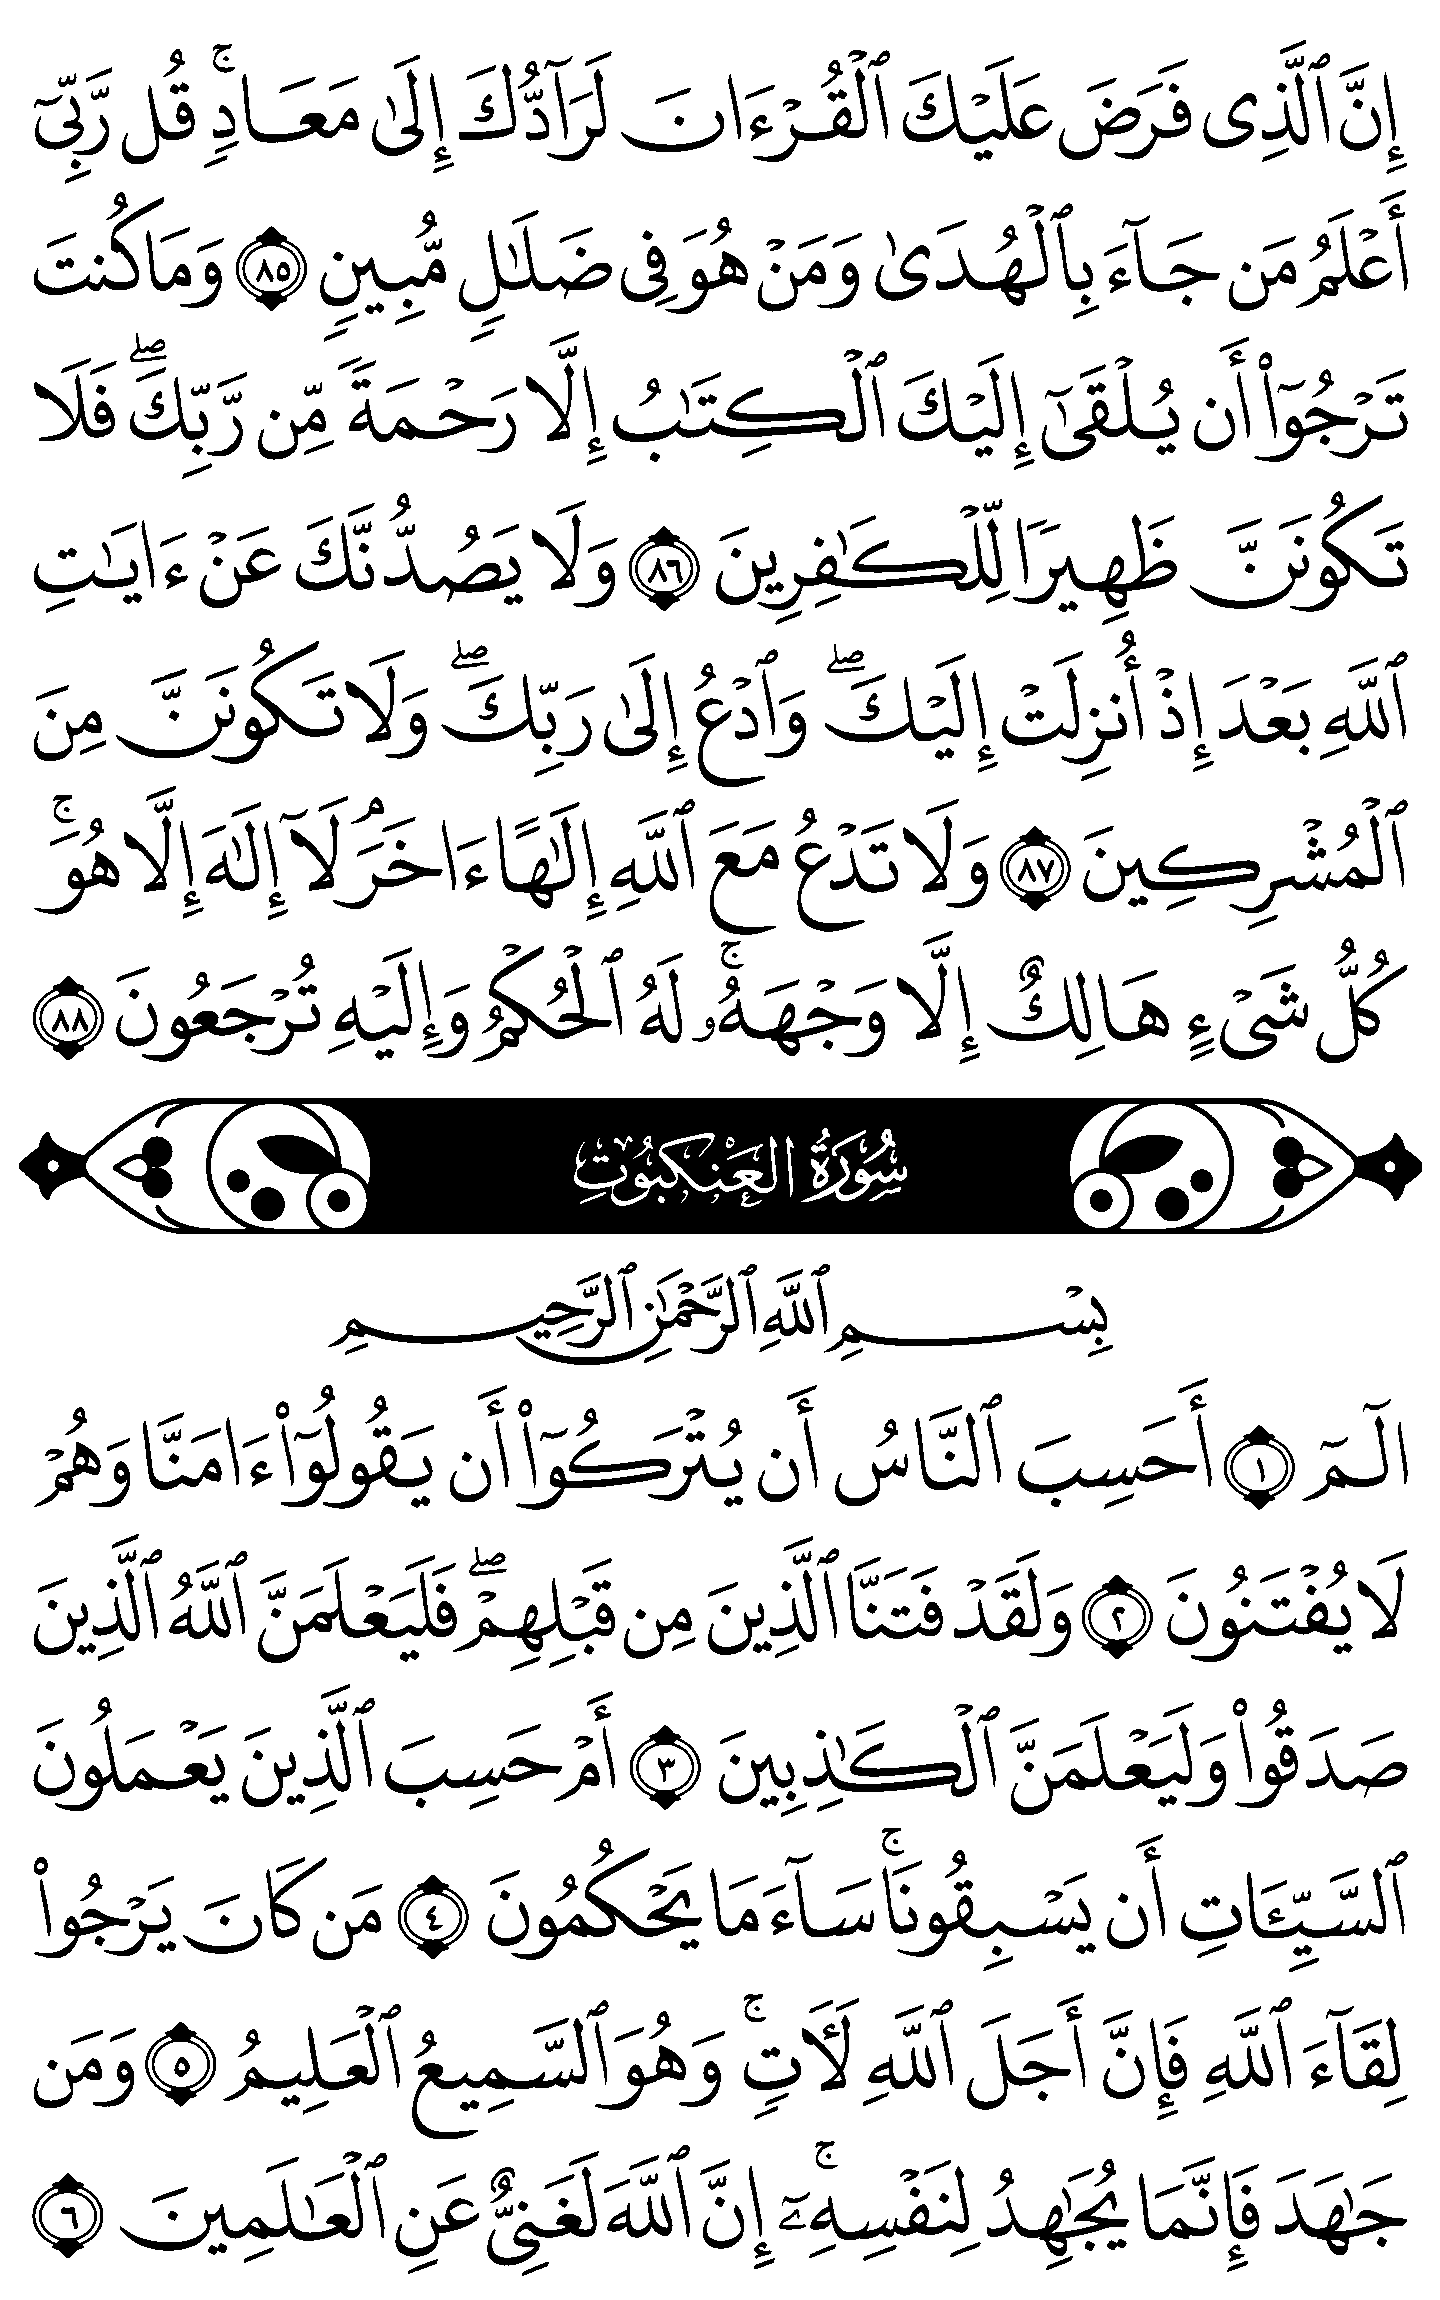 إِنَّ ٱلَّذِى فَرَضَ عَلَيْكَ ٱلْقُرْءَانَ لَرَآدُّكَ إِلَىٰ مَعَادٍۚ قُل رَّبِّىٓ
أَعْلَمُ مَن جَآءَ بِٱلْهُدَىٰ وَمَنْ هُوَ فِى ضَلَٰلٍ مُّبِينٍ ٨٥ وَمَا كُنتَ
تَرْجُوٓا۟ أَن يُلْقَىٰٓ إِلَيْكَ ٱلْكِتَٰبُ إِلَّا رَحْمَةً مِّن رَّبِّكَۖ فَلَا
تَكُونَنَّ ظَهِيرًا لِّلْكَٰفِرِينَ ٨٦ وَلَا يَصُدُّنَّكَ عَنْ ءَايَٰتِ
ٱللَّهِ بَعْدَ إِذْ أُنزِلَتْ إِلَيْكَۖ وَٱدْعُ إِلَىٰ رَبِّكَۖ وَلَا تَكُونَنَّ مِنَ
ٱلْمُشْرِكِينَ ٨٧ وَلَا تَدْعُ مَعَ ٱللَّهِ إِلَٰهًا ءَاخَرَۘ لَآ إِلَٰهَ إِلَّا هُوَۚ
كُلُّ شَىْءٍ هَالِكٌ إِلَّا وَجْهَهُۥۚ لَهُ ٱلْحُكْمُ وَإِلَيْهِ تُرْجَعُونَ ٨٨
سُورَةُ العَنْكبُوتِ
بِسْمِ ٱللَّهِ ٱلرَّحْمَٰنِ ٱلرَّحِيمِ
الٓمٓ ١ أَحَسِبَ ٱلنَّاسُ أَن يُتْرَكُوٓا۟ أَن يَقُولُوٓا۟ ءَامَنَّا وَهُمْ
لَا يُفْتَنُونَ ٢ وَلَقَدْ فَتَنَّا ٱلَّذِينَ مِن قَبْلِهِمْۖ فَلَيَعْلَمَنَّ ٱللَّهُ ٱلَّذِينَ
صَدَقُوا۟ وَلَيَعْلَمَنَّ ٱلْكَٰذِبِينَ ٣ أَمْ حَسِبَ ٱلَّذِينَ يَعْمَلُونَ
ٱلسَّيِّـَٔاتِ أَن يَسْبِقُونَاۚ سَآءَ مَا يَحْكُمُونَ ٤ مَن كَانَ يَرْجُوا۟
لِقَآءَ ٱللَّهِ فَإِنَّ أَجَلَ ٱللَّهِ لَـَٔاتٍۚ وَهُوَ ٱلسَّمِيعُ ٱلْعَلِيمُ ٥ وَمَن
جَٰهَدَ فَإِنَّمَا يُجَٰهِدُ لِنَفْسِهِۦٓۚ إِنَّ ٱللَّهَ لَغَنِىٌّ عَنِ ٱلْعَٰلَمِينَ ٦